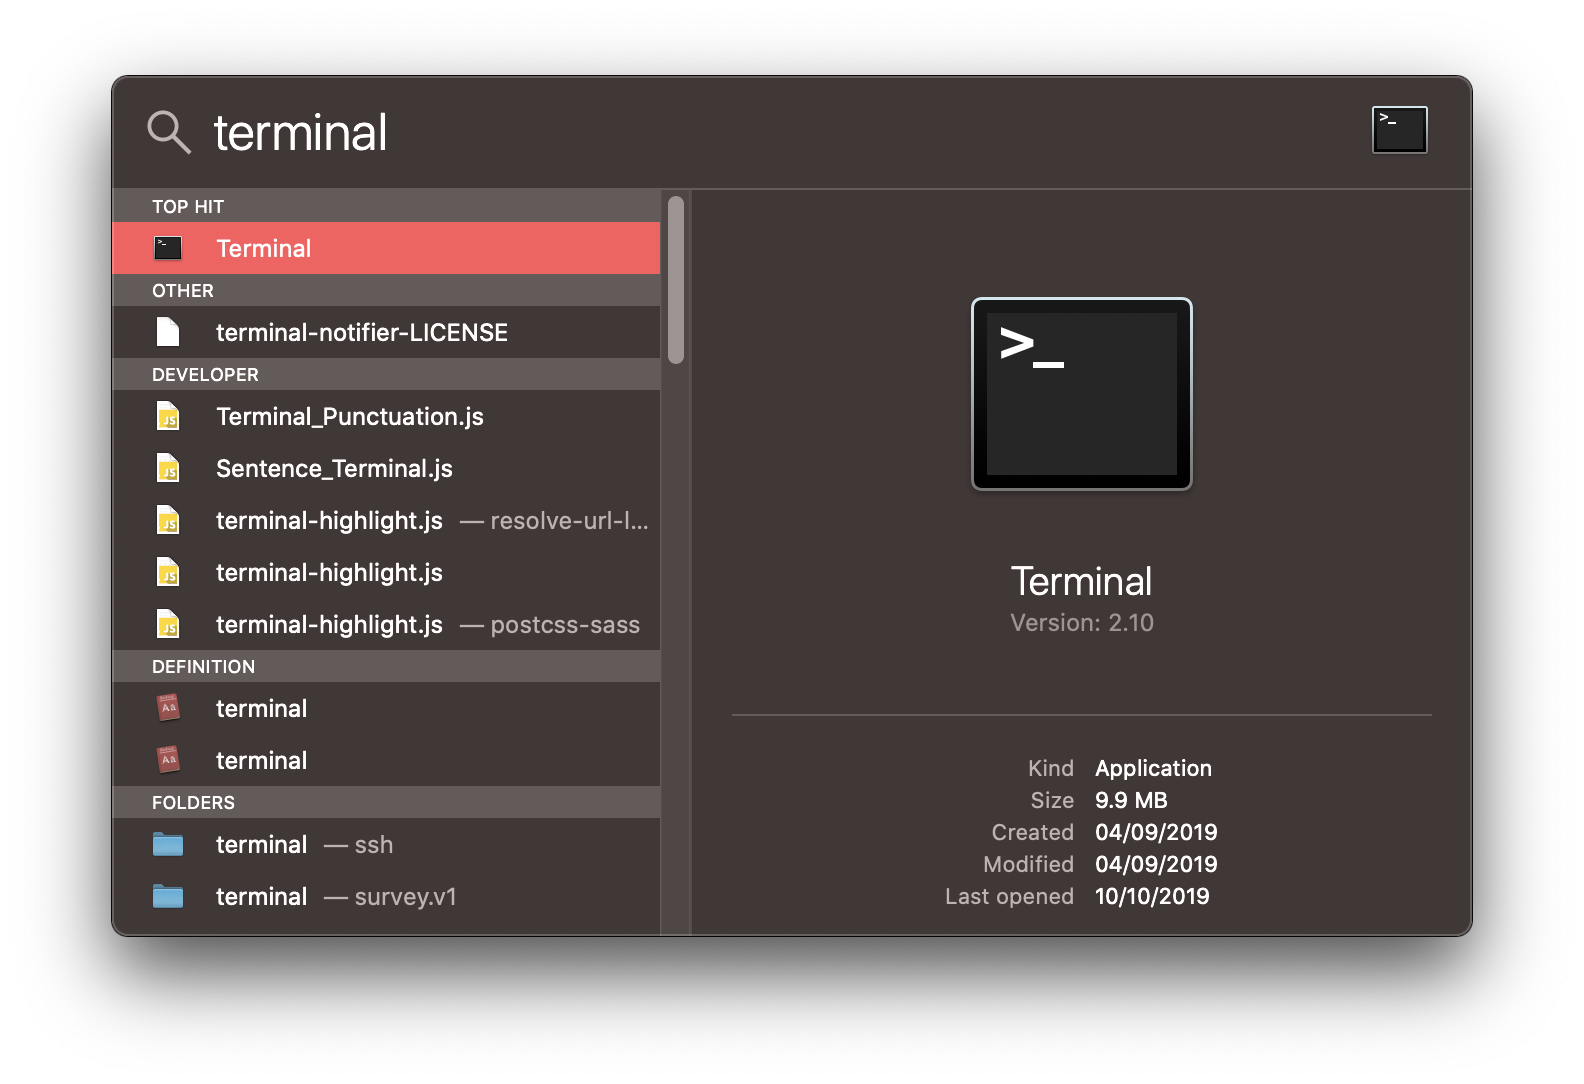 terminal
TOP HIT
Terminal
OTHER
terminal-notifier-LICENSE
DEVELOPER
Terminal_Punctuation.js
Sentence_Terminal.js
terminal-highlight.js — resolve-url-l...
terminal-highlight.js
terminal-highlight.js — postcss-sass
DEFINITION
terminal
terminal
FOLDERS
terminal — ssh
terminal — survey.v1
>_
Terminal
Version: 2.10
Kind Application
Size 9.9 MB
Created 04/09/2019
Modified 04/09/2019
Last opened 10/10/2019